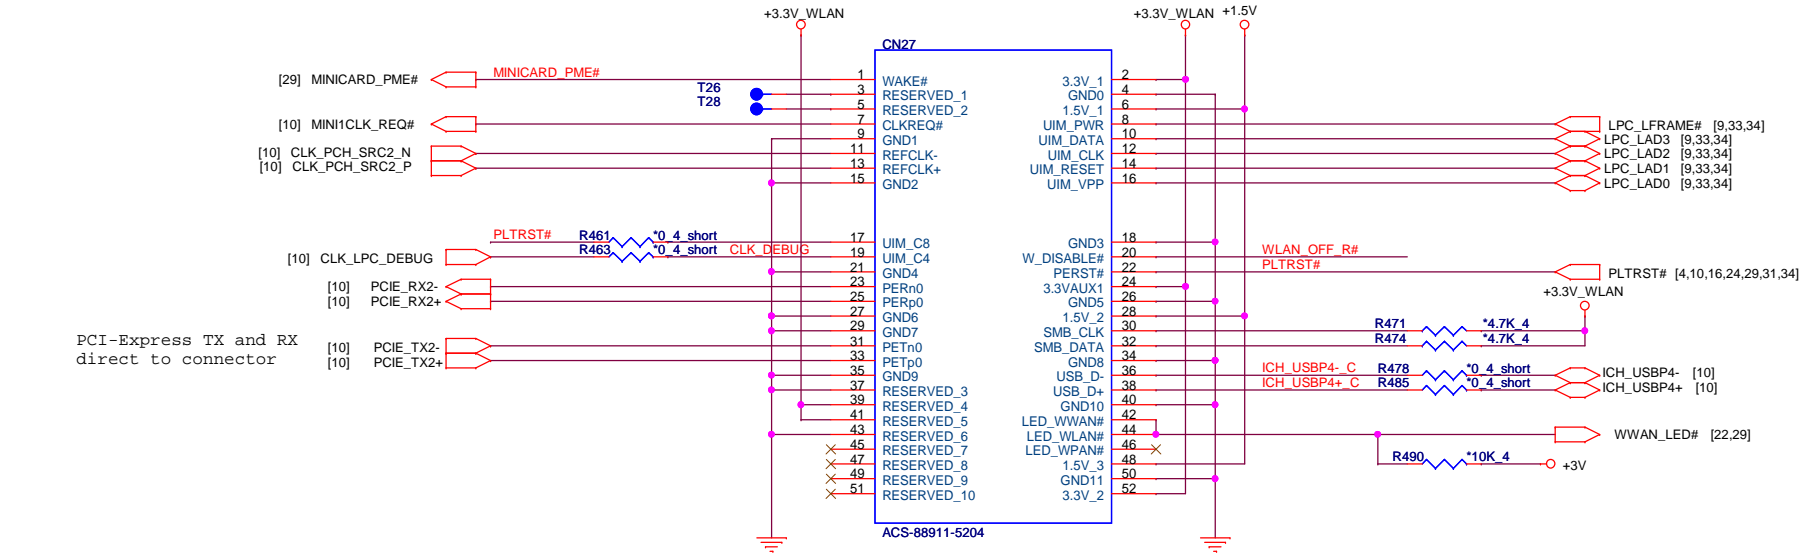 +3.3V_WLAN +3.3V_WLAN +1.5V
CN27
[29] MINICARD_PME# MINICARD_PME# 1 WAKE# 3.3V_1 2
T26 3 RESERVED_1 GND0 4
T28 5 RESERVED_2 1.5V_1 6
[10] MINI1CLK_REQ# 7 CLKREQ# UIM_PWR 8 LPC_LFRAME# [9,33,34]
9 GND1 UIM_DATA 10 LPC_LAD3 [9,33,34]
[10] CLK_PCH_SRC2_N 11 REFCLK- UIM_CLK 12 LPC_LAD2 [9,33,34]
[10] CLK_PCH_SRC2_P 13 REFCLK+ UIM_RESET 14 LPC_LAD1 [9,33,34]
15 GND2 UIM_VPP 16 LPC_LAD0 [9,33,34]
PLTRST# R461 *0_4_short 17 UIM_C8 GND3 18
[10] CLK_LPC_DEBUG R463 *0_4_short CLK_DEBUG 19 UIM_C4 W_DISABLE# 20 WLAN_OFF_R#
21 GND4 PERST# 22 PLTRST# PLTRST# [4,10,16,24,29,31,34]
[10] PCIE_RX2- 23 PERn0 3.3VAUX1 24
+3.3V_WLAN
[10] PCIE_RX2+ 25 PERp0 GND5 26
27 GND6 1.5V_2 28
29 GND7 SMB_CLK 30 R471 *4.7K_4
PCI-Express TX and RX
direct to connector
[10] PCIE_TX2- 31 PETn0 SMB_DATA 32 R474 *4.7K_4
[10] PCIE_TX2+ 33 PETp0 GND8 34
35 GND9 USB_D- 36 ICH_USBP4-_C R478 *0_4_short ICH_USBP4- [10]
37 RESERVED_3 USB_D+ 38 ICH_USBP4+_C R485 *0_4_short ICH_USBP4+ [10]
39 RESERVED_4 GND10 40
41 RESERVED_5 LED_WWAN# 42
43 RESERVED_6 LED_WLAN# 44 WWAN_LED# [22,29]
45 RESERVED_7 LED_WPAN# 46
47 RESERVED_8 1.5V_3 48 R490 *10K_4 +3V
49 RESERVED_9 GND11 50
51 RESERVED_10 3.3V_2 52
ACS-88911-5204